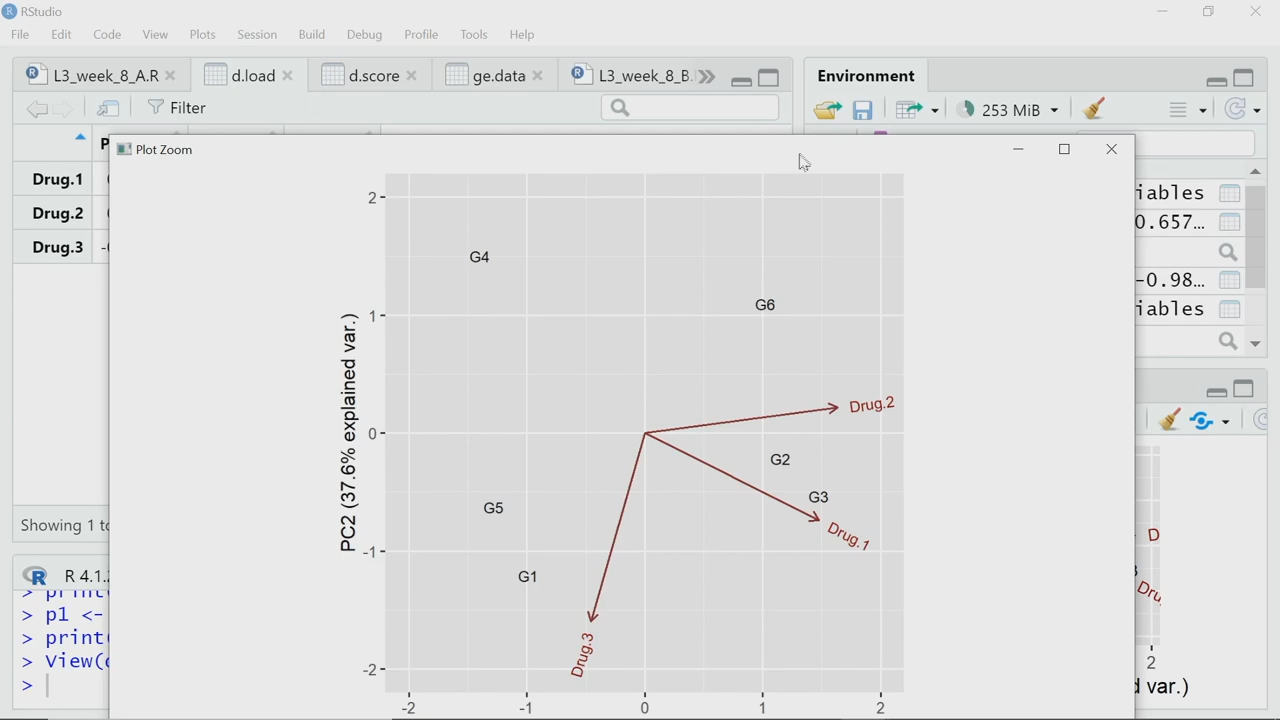 RStudio
File Edit Code View Plots Session Build Debug Profile Tools Help
L3_week_8_A.R d.load d.score ge.data L3_week_8_B.
Environment
Filter
253 MiB
Plot Zoom
Drug.1
Drug.2
Drug.3
iables
0.657...
-0.98...
iables
Showing 1 to
R 4.1.
> print(
> p1 <-
> print(
> View(
>
PC2 (37.6% explained var.)
2
1
0
-1
-2
G4
G6
Drug.2
G2
G3
Drug.1
G5
G1
Drug.3
-2 -1 0 1 2
2
d var.)